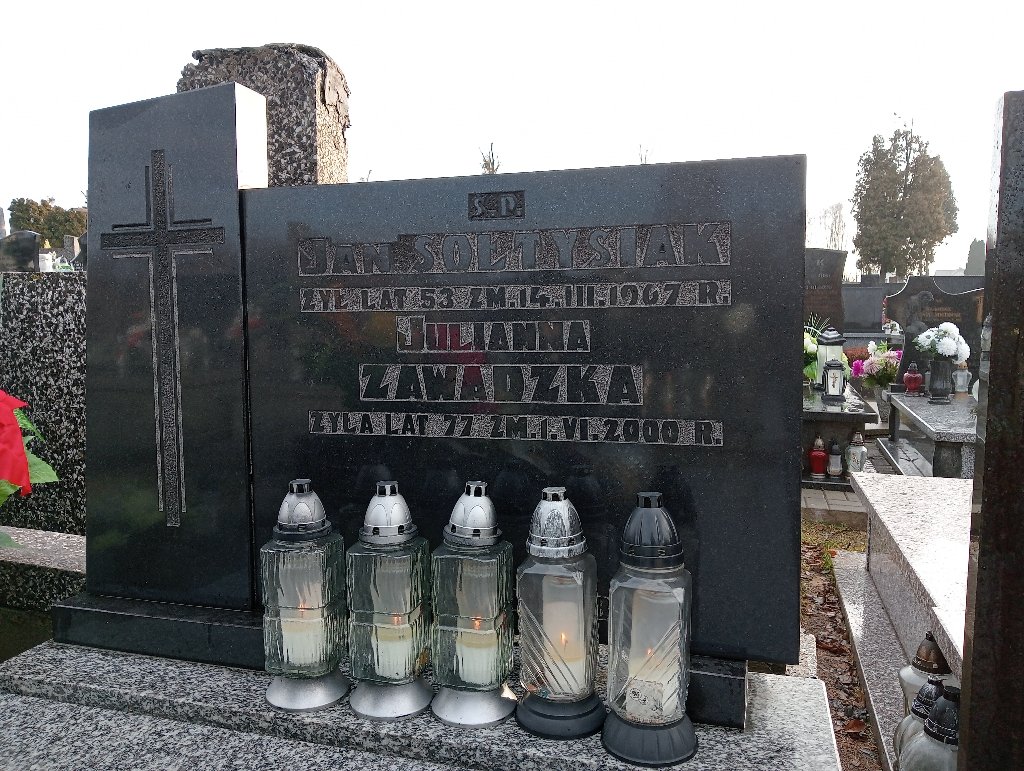 Ś.P.
JAN SOŁTYSIAK
ŻYŁ LAT 53 ZM. 14.III.1967 R.
JULIANNA
ZAWADZKA
ŻYŁA LAT 77 ZM. 1.VI.2000 R.